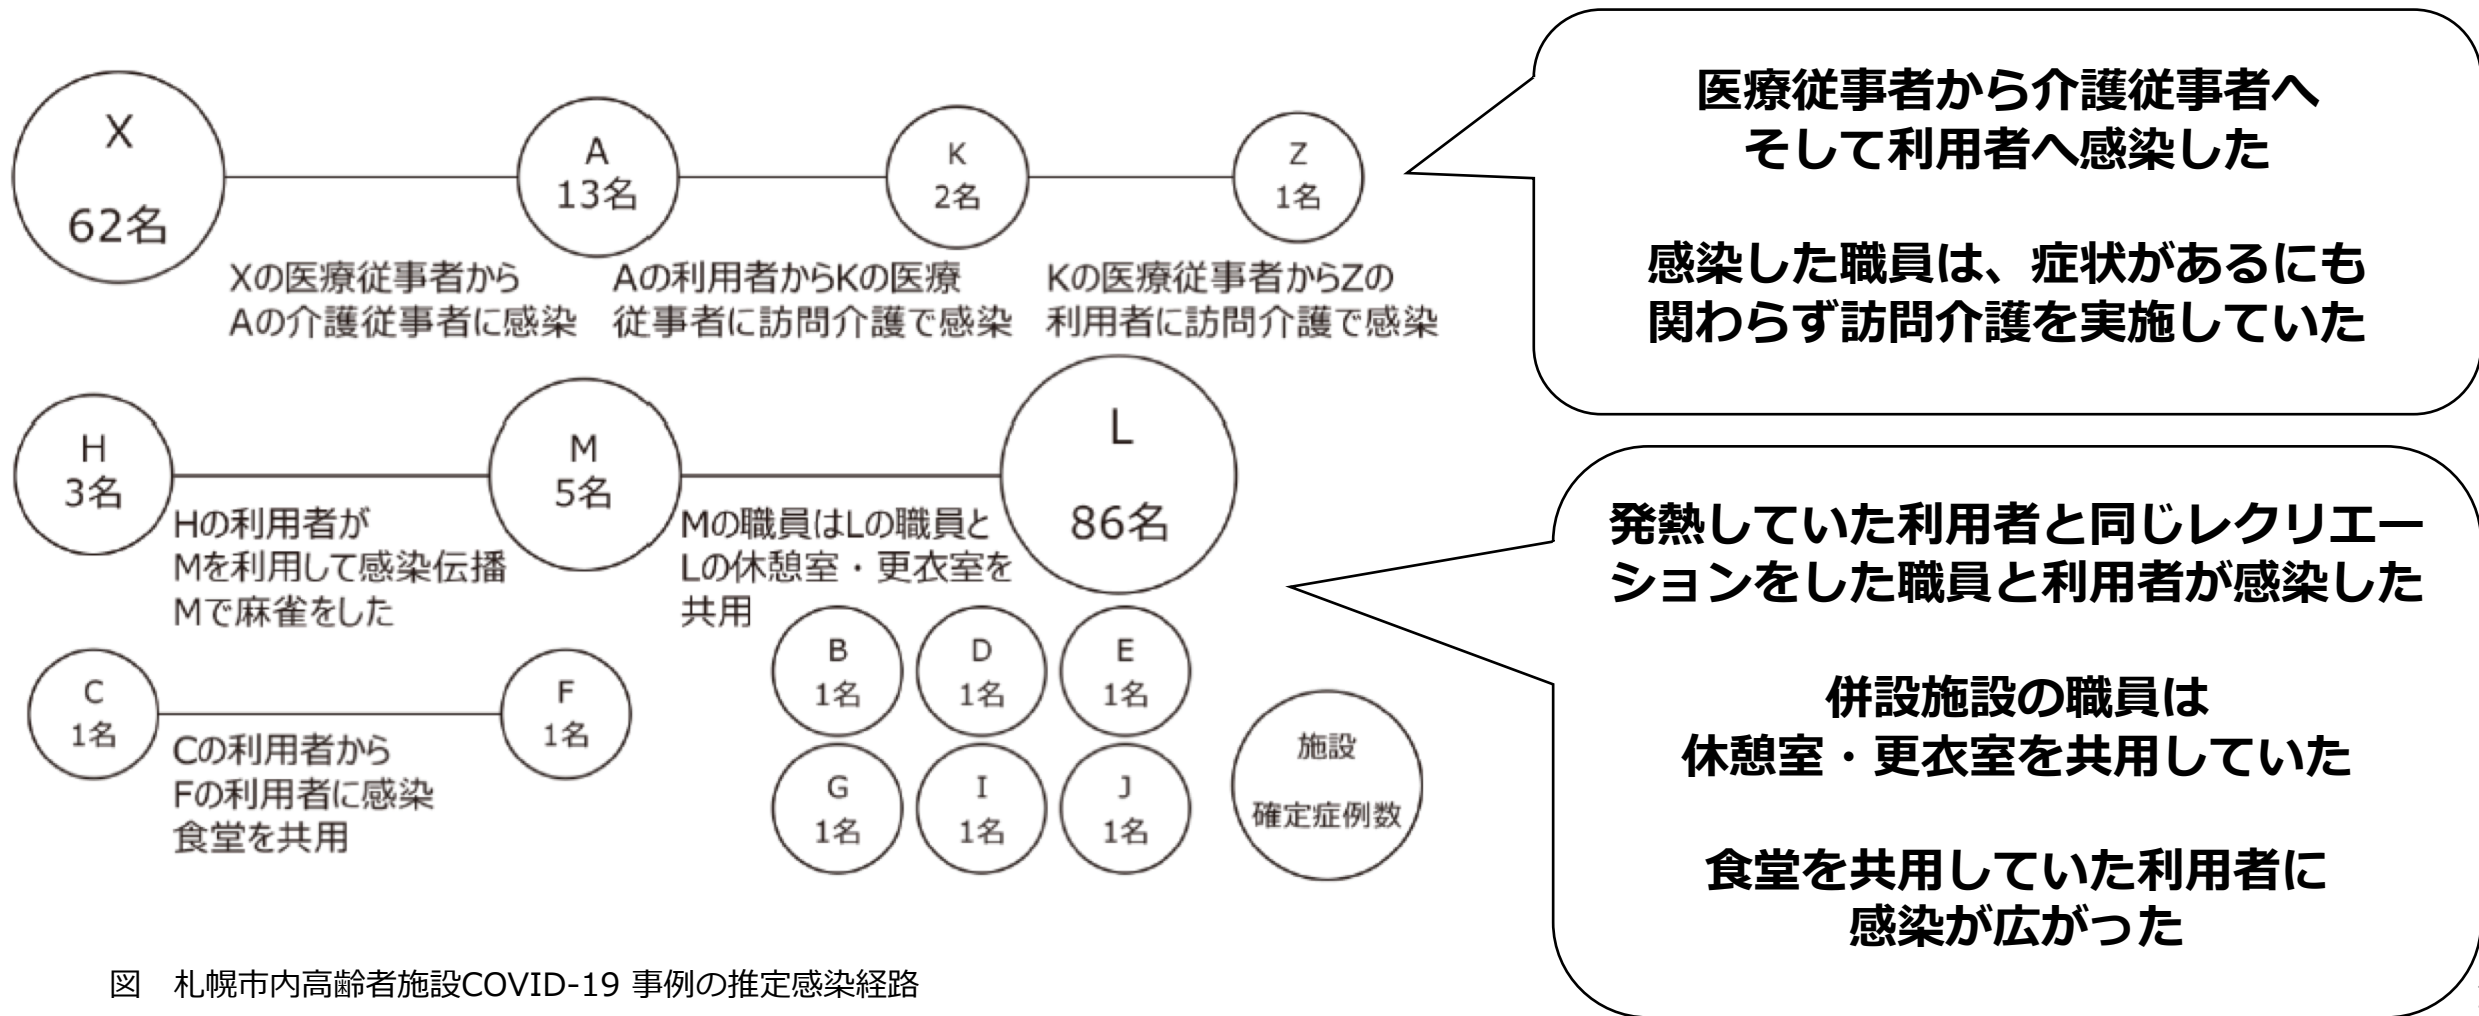 X
62名
A
13名
K
2名
Z
1名
Xの医療従事者から
Aの介護従事者に感染
Aの利用者からKの医療
従事者に訪問介護で感染
Kの医療従事者からZの
利用者に訪問介護で感染
医療従事者から介護従事者へ
そして利用者へ感染した
感染した職員は、症状があるにも
関わらず訪問介護を実施していた
H
3名
M
5名
L
86名
Hの利用者が
Mを利用して感染伝播
Mで麻雀をした
Mの職員はLの職員と
Lの休憩室・更衣室を
共用
C
1名
F
1名
Cの利用者から
Fの利用者に感染
食堂を共用
B
1名
D
1名
E
1名
G
1名
I
1名
J
1名
施設
確定症例数
発熱していた利用者と同じレクリエー
ションをした職員と利用者が感染した
併設施設の職員は
休憩室・更衣室を共用していた
食堂を共用していた利用者に
感染が広がった
図 札幌市内高齢者施設COVID-19 事例の推定感染経路